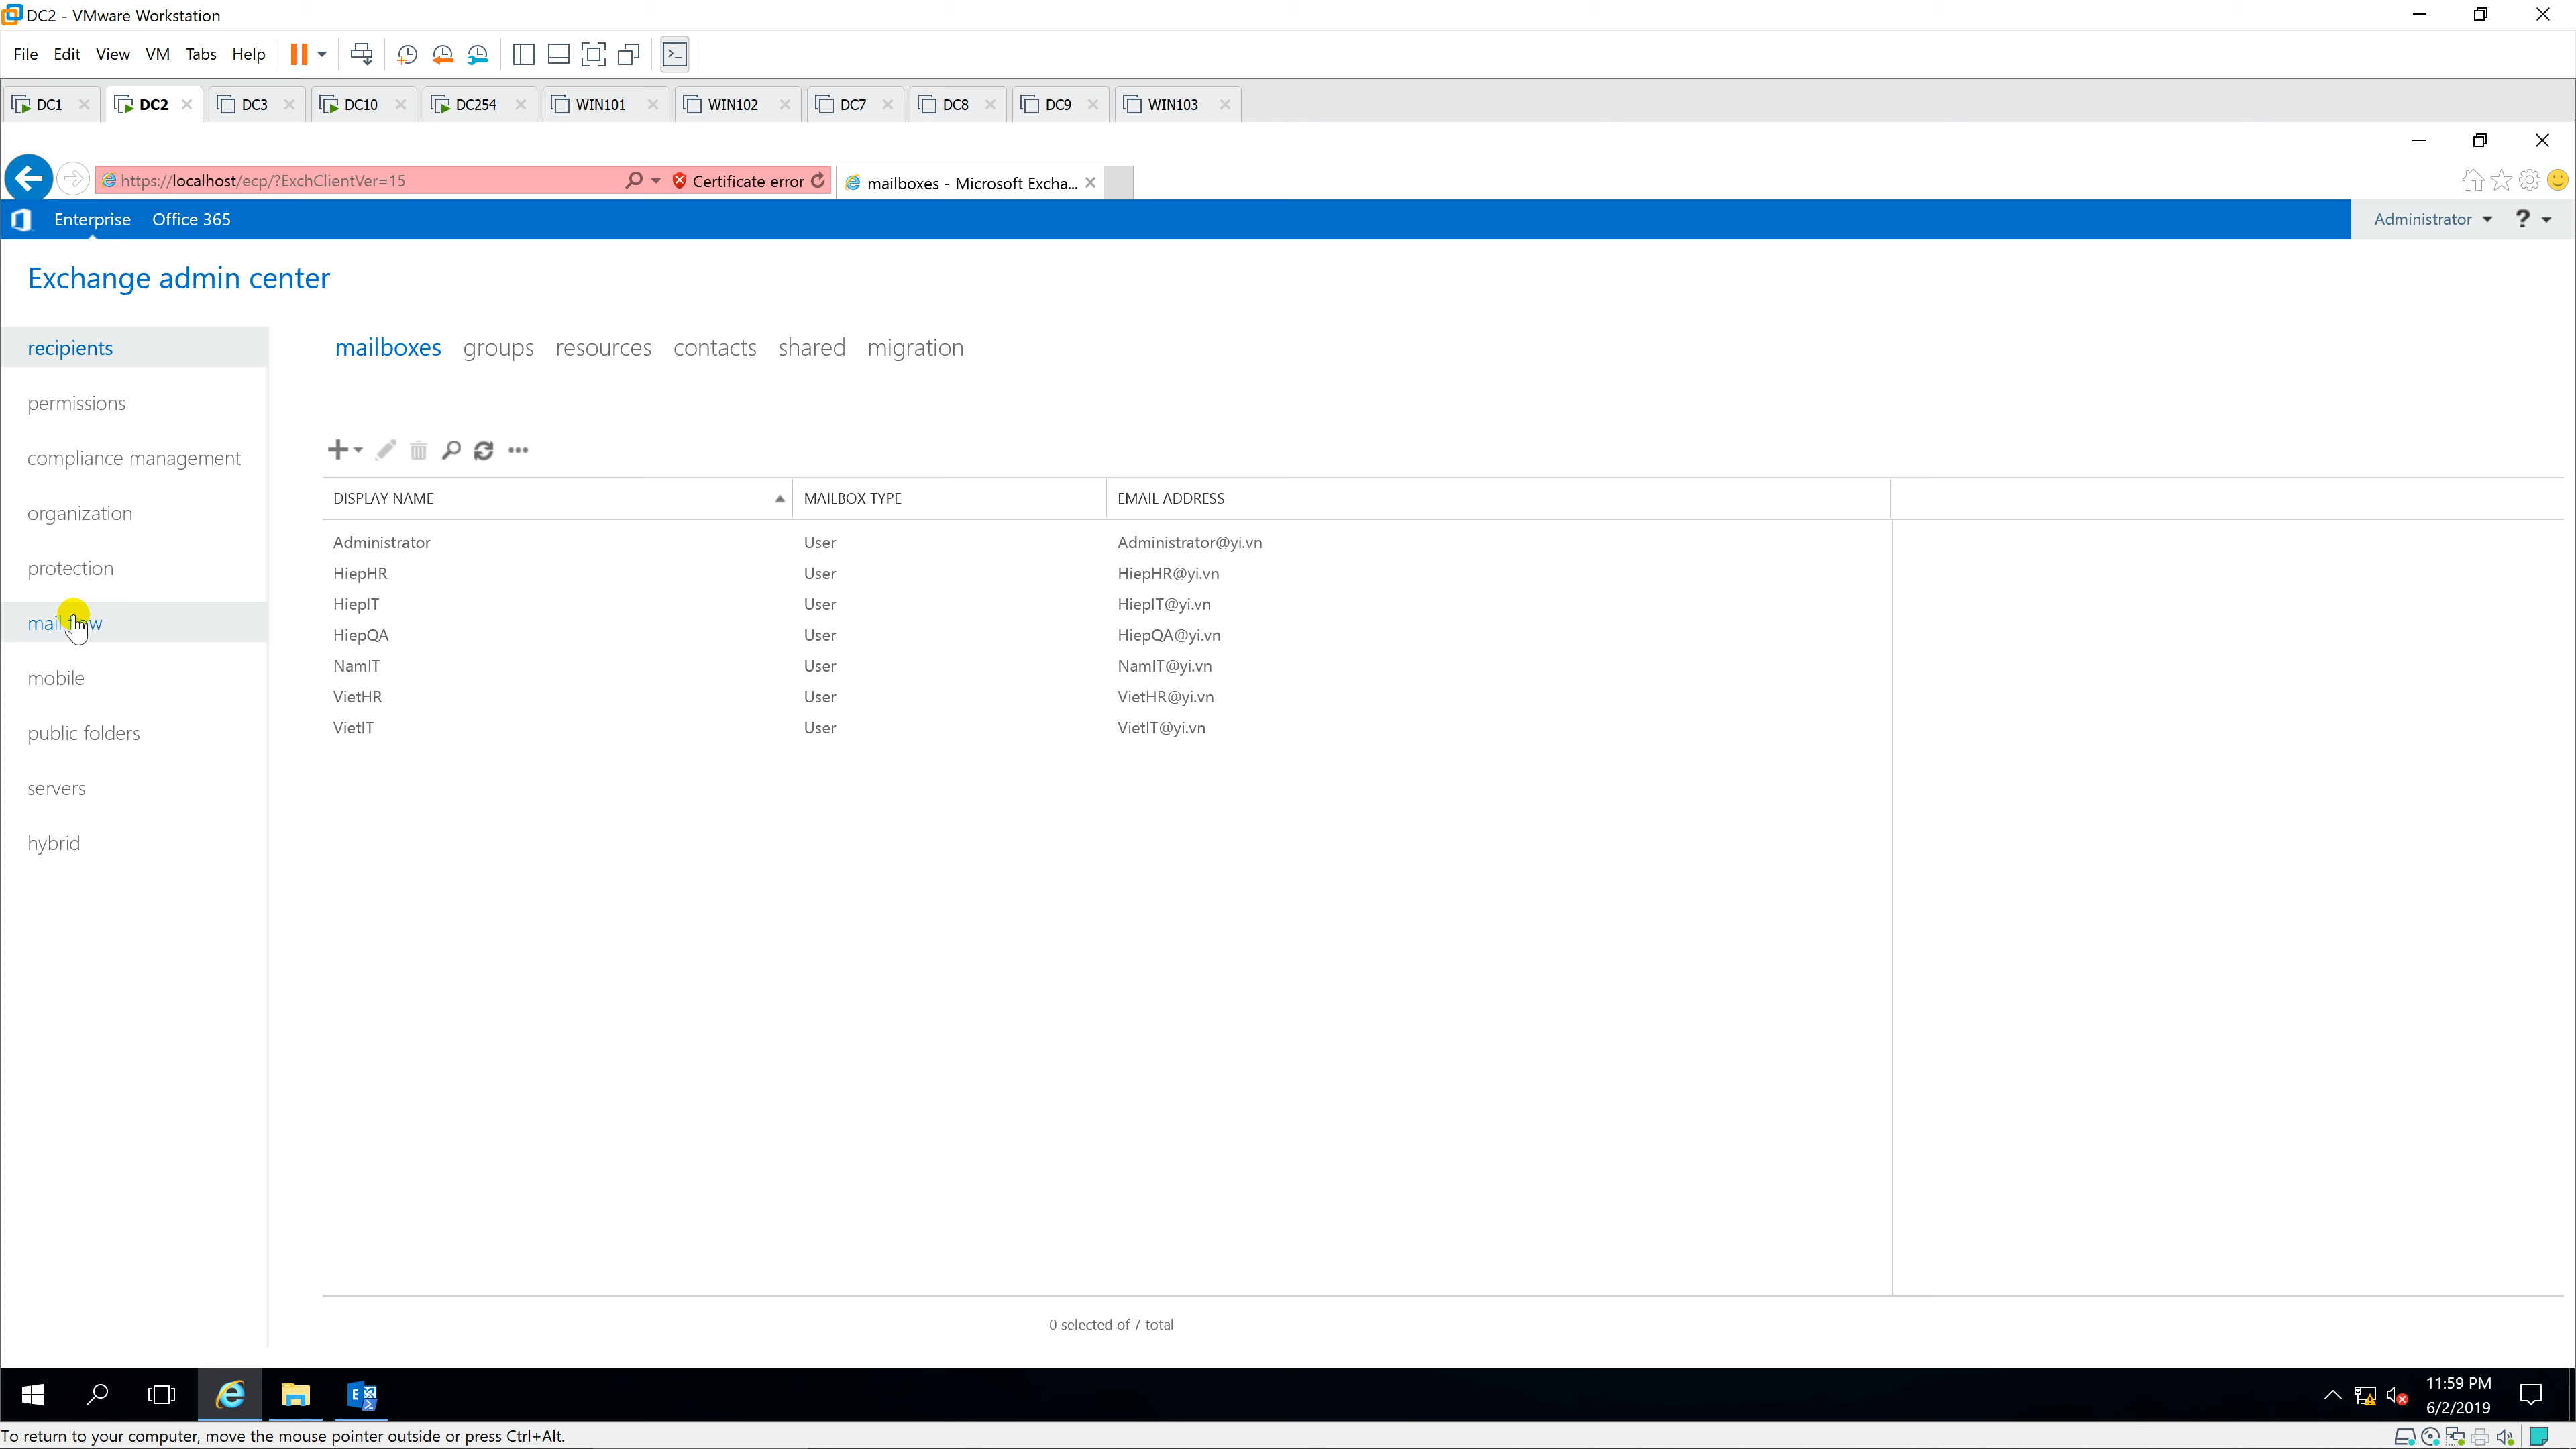 DC2 - VMware Workstation
File Edit View VM Tabs Help
DC1 DC2 DC3 DC10 DC254 WIN101 WIN102 DC7 DC8 DC9 WIN103
https://localhost/ecp/?ExchClientVer=15 Certificate error mailboxes - Microsoft Excha...
Enterprise Office 365 Administrator ?
Exchange admin center
recipients
permissions
compliance management
organization
protection
mail flow
mobile
public folders
servers
hybrid
mailboxes groups resources contacts shared migration
DISPLAY NAME MAILBOX TYPE EMAIL ADDRESS
Administrator User Administrator@yi.vn
HiepHR User HiepHR@yi.vn
HiepIT User HiepIT@yi.vn
HiepQA User HiepQA@yi.vn
NamIT User NamIT@yi.vn
VietHR User VietHR@yi.vn
VietIT User VietIT@yi.vn
0 selected of 7 total
11:59 PM
6/2/2019
To return to your computer, move the mouse pointer outside or press Ctrl+Alt.